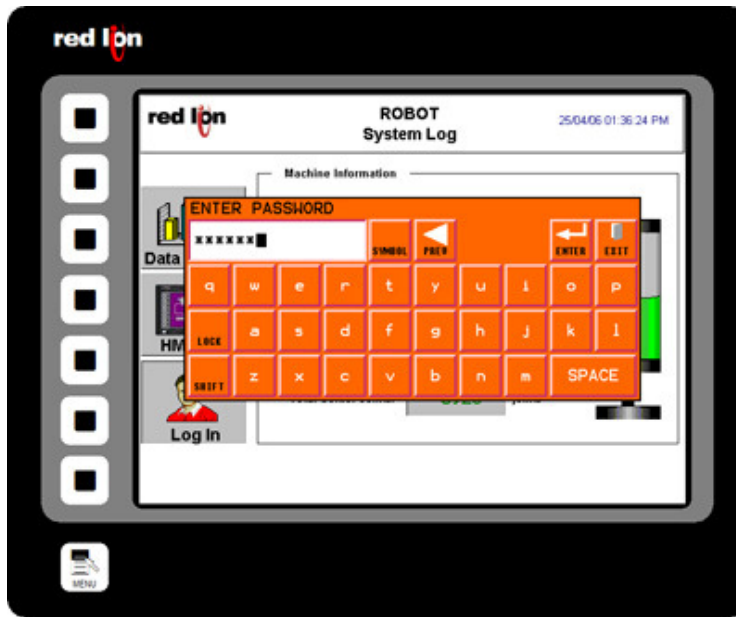 red lion
red lion
ROBOT
System Log
25/04/06 01:36:24 PM
Machine Information
ENTER PASSWORD
xxxxxx
SYMBOL
PREV
ENTER
EXIT
Data
q w e r t y u i o p
HM
LOCK a s d f g h j k l
SHIFT z x c v b n m SPACE
Log In
MENU